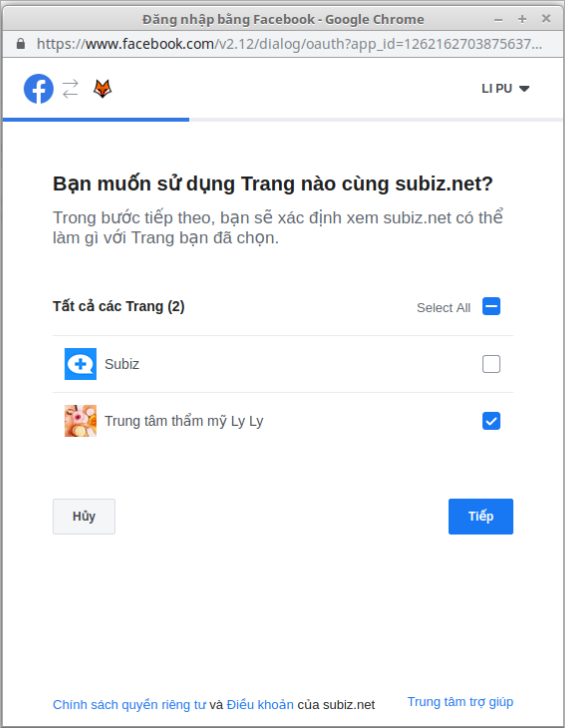 Đăng nhập bằng Facebook - Google Chrome
https://www.facebook.com/v2.12/dialog/oauth?app_id=1262162703875637...
LI PU
Bạn muốn sử dụng Trang nào cùng subiz.net?
Trong bước tiếp theo, bạn sẽ xác định xem subiz.net có thể
làm gì với Trang bạn đã chọn.
Tất cả các Trang (2)
Select All
Subiz
Trung tâm thẩm mỹ Ly Ly
Hủy
Tiếp
Chính sách quyền riêng tư và Điều khoản của subiz.net
Trung tâm trợ giúp